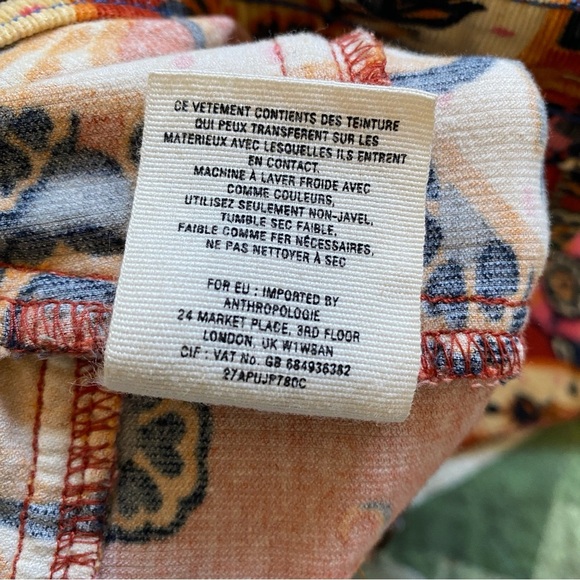 CE VETEMENT CONTIENTS DES TEINTURE
QUI PEUX TRANSFERENT SUR LES
MATERIEUX AVEC LESQUELLES ILS ENTRENT
EN CONTACT.
MACHINE À LAVER FROIDE AVEC
COMME COULEURS,
UTILISEZ SEULEMENT NON-JAVEL,
TUMBLE SEC FAIBLE,
FAIBLE COMME FER NÉCESSAIRES,
NE PAS NETTOYER À SEC
FOR EU : IMPORTED BY
ANTHROPOLOGIE
24 MARKET PLACE, 3RD FLOOR
LONDON, UK W1W8AN
CIF : VAT No. GB 684936382
27APUJP780C